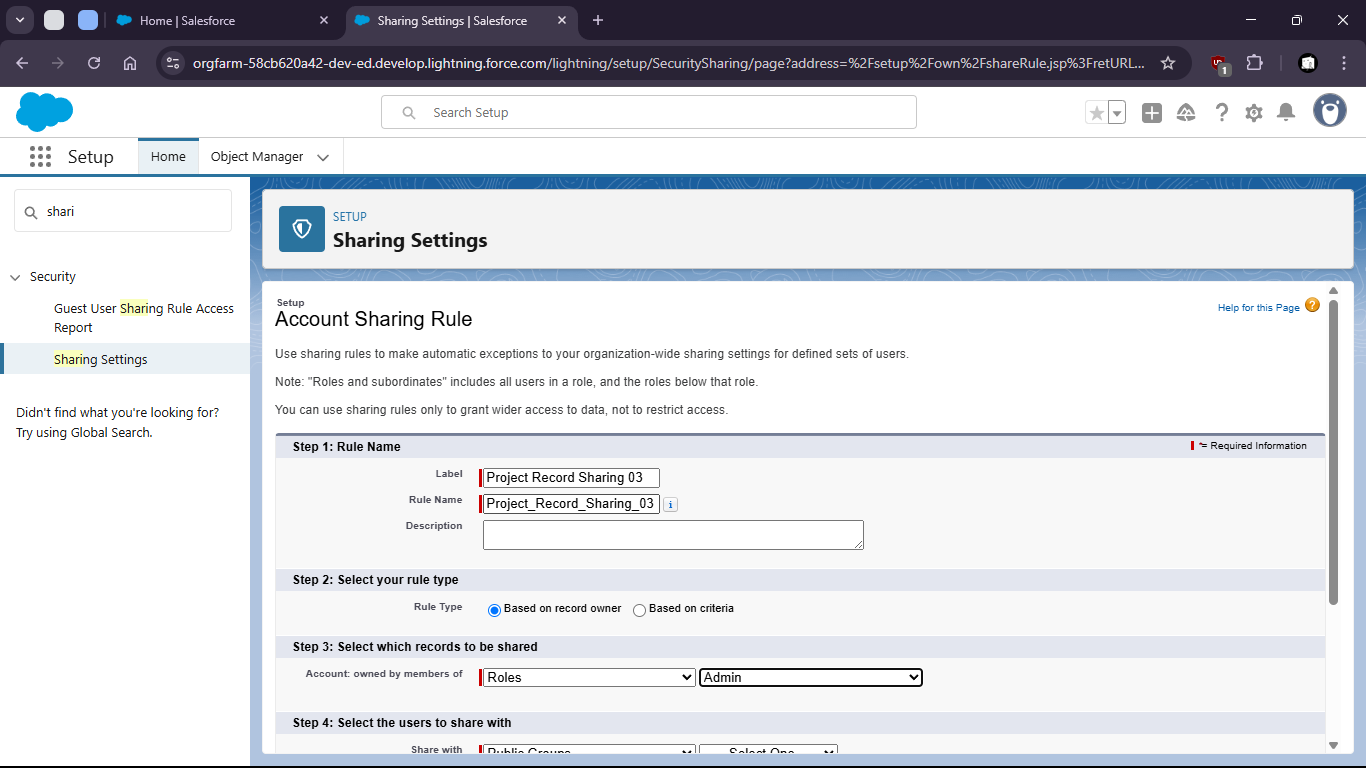 Home | Salesforce
Sharing Settings | Salesforce
orgfarm-58cb620a42-dev-ed.develop.lightning.force.com/lightning/setup/SecuritySharing/page?address=%2Fsetup%2Fown%2FshareRule.jsp%3FretURL...
1
Search Setup
Setup
Home
Object Manager
shari
Security
Guest User Sharing Rule Access
Report
Sharing Settings
Didn't find what you're looking for?
Try using Global Search.
SETUP
Sharing Settings
Setup
Account Sharing Rule
Help for this Page ?
Use sharing rules to make automatic exceptions to your organization-wide sharing settings for defined sets of users.
Note: "Roles and subordinates" includes all users in a role, and the roles below that role.
You can use sharing rules only to grant wider access to data, not to restrict access.
Step 1: Rule Name
*= Required Information
Label
Project Record Sharing 03
Rule Name
Project_Record_Sharing_03
i
Description
Step 2: Select your rule type
Rule Type
Based on record owner
Based on criteria
Step 3: Select which records to be shared
Account: owned by members of
Roles
Admin
Step 4: Select the users to share with
Share with
Public Groups
Select One